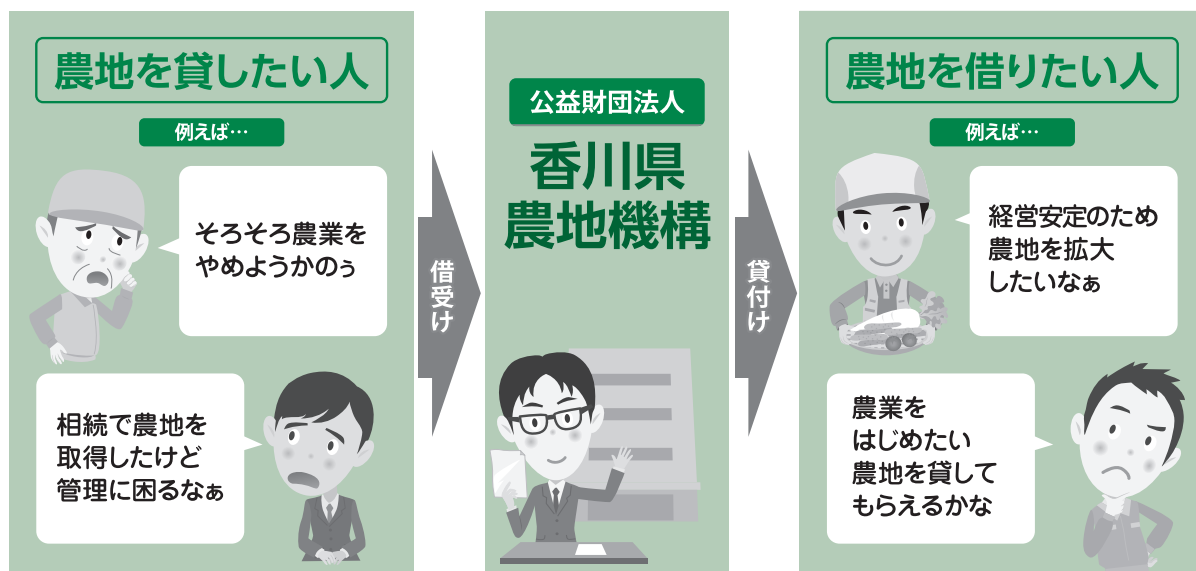 農地を貸したい人
例えば…
そろそろ農業を
やめようかのぅ
相続で農地を
取得したけど
管理に困るなぁ
借受け
公益財団法人
香川県
農地機構
貸付け
農地を借りたい人
例えば…
経営安定のため
農地を拡大
したいなぁ
農業を
はじめたい
農地を貸して
もらえるかな